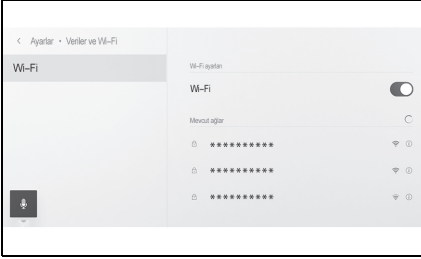 Ayarlar • Veriler ve Wi-Fi
Wi-Fi
Wi-Fi ayarları
Wi-Fi
Mevcut ağlar
**********
**********
**********